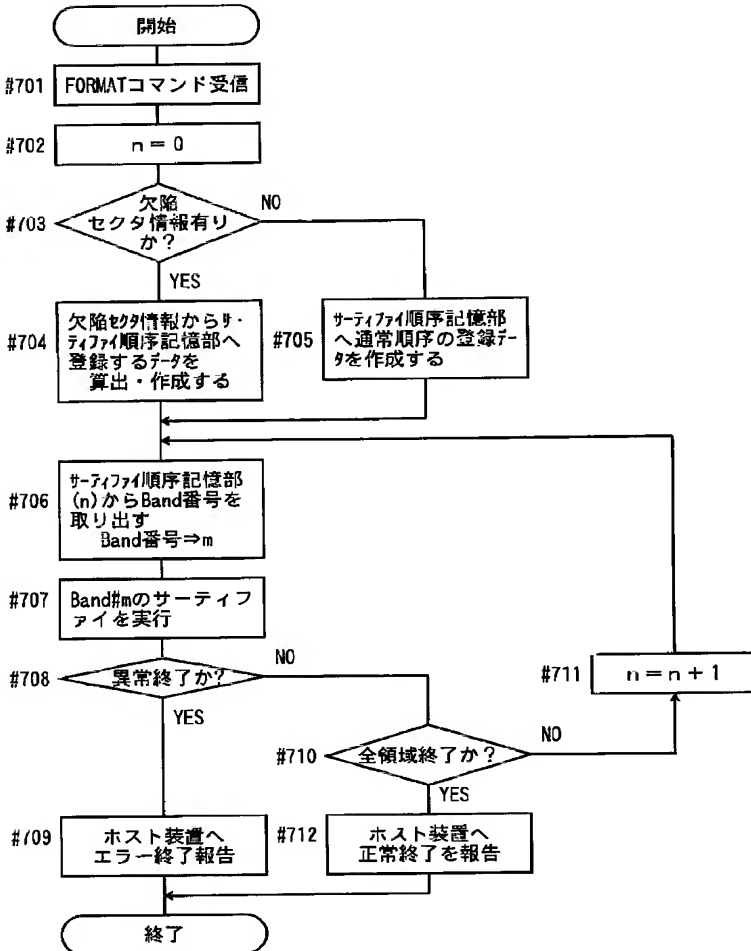 開始
#701
FORMATコマンド受信
#702
n = 0
#703
欠陥
セクタ情報有り
か?
NO
YES
#704
欠陥セクタ情報からサー
ティファイ順序記憶部へ
登録するデータを
算出・作成する
#705
サーティファイ順序記憶部
へ通常順序の登録デー
タを作成する
#706
サーティファイ順序記憶部
(n)からBand番号を
取り出す
Band番号⇒m
#707
Band#mのサーティフ
ァイを実行
#708
異常終了か?
NO
YES
#711
n = n + 1
#710
全領域終了か?
NO
YES
#709
ホスト装置へ
エラー終了報告
#712
ホスト装置へ
正常終了を報告
終了